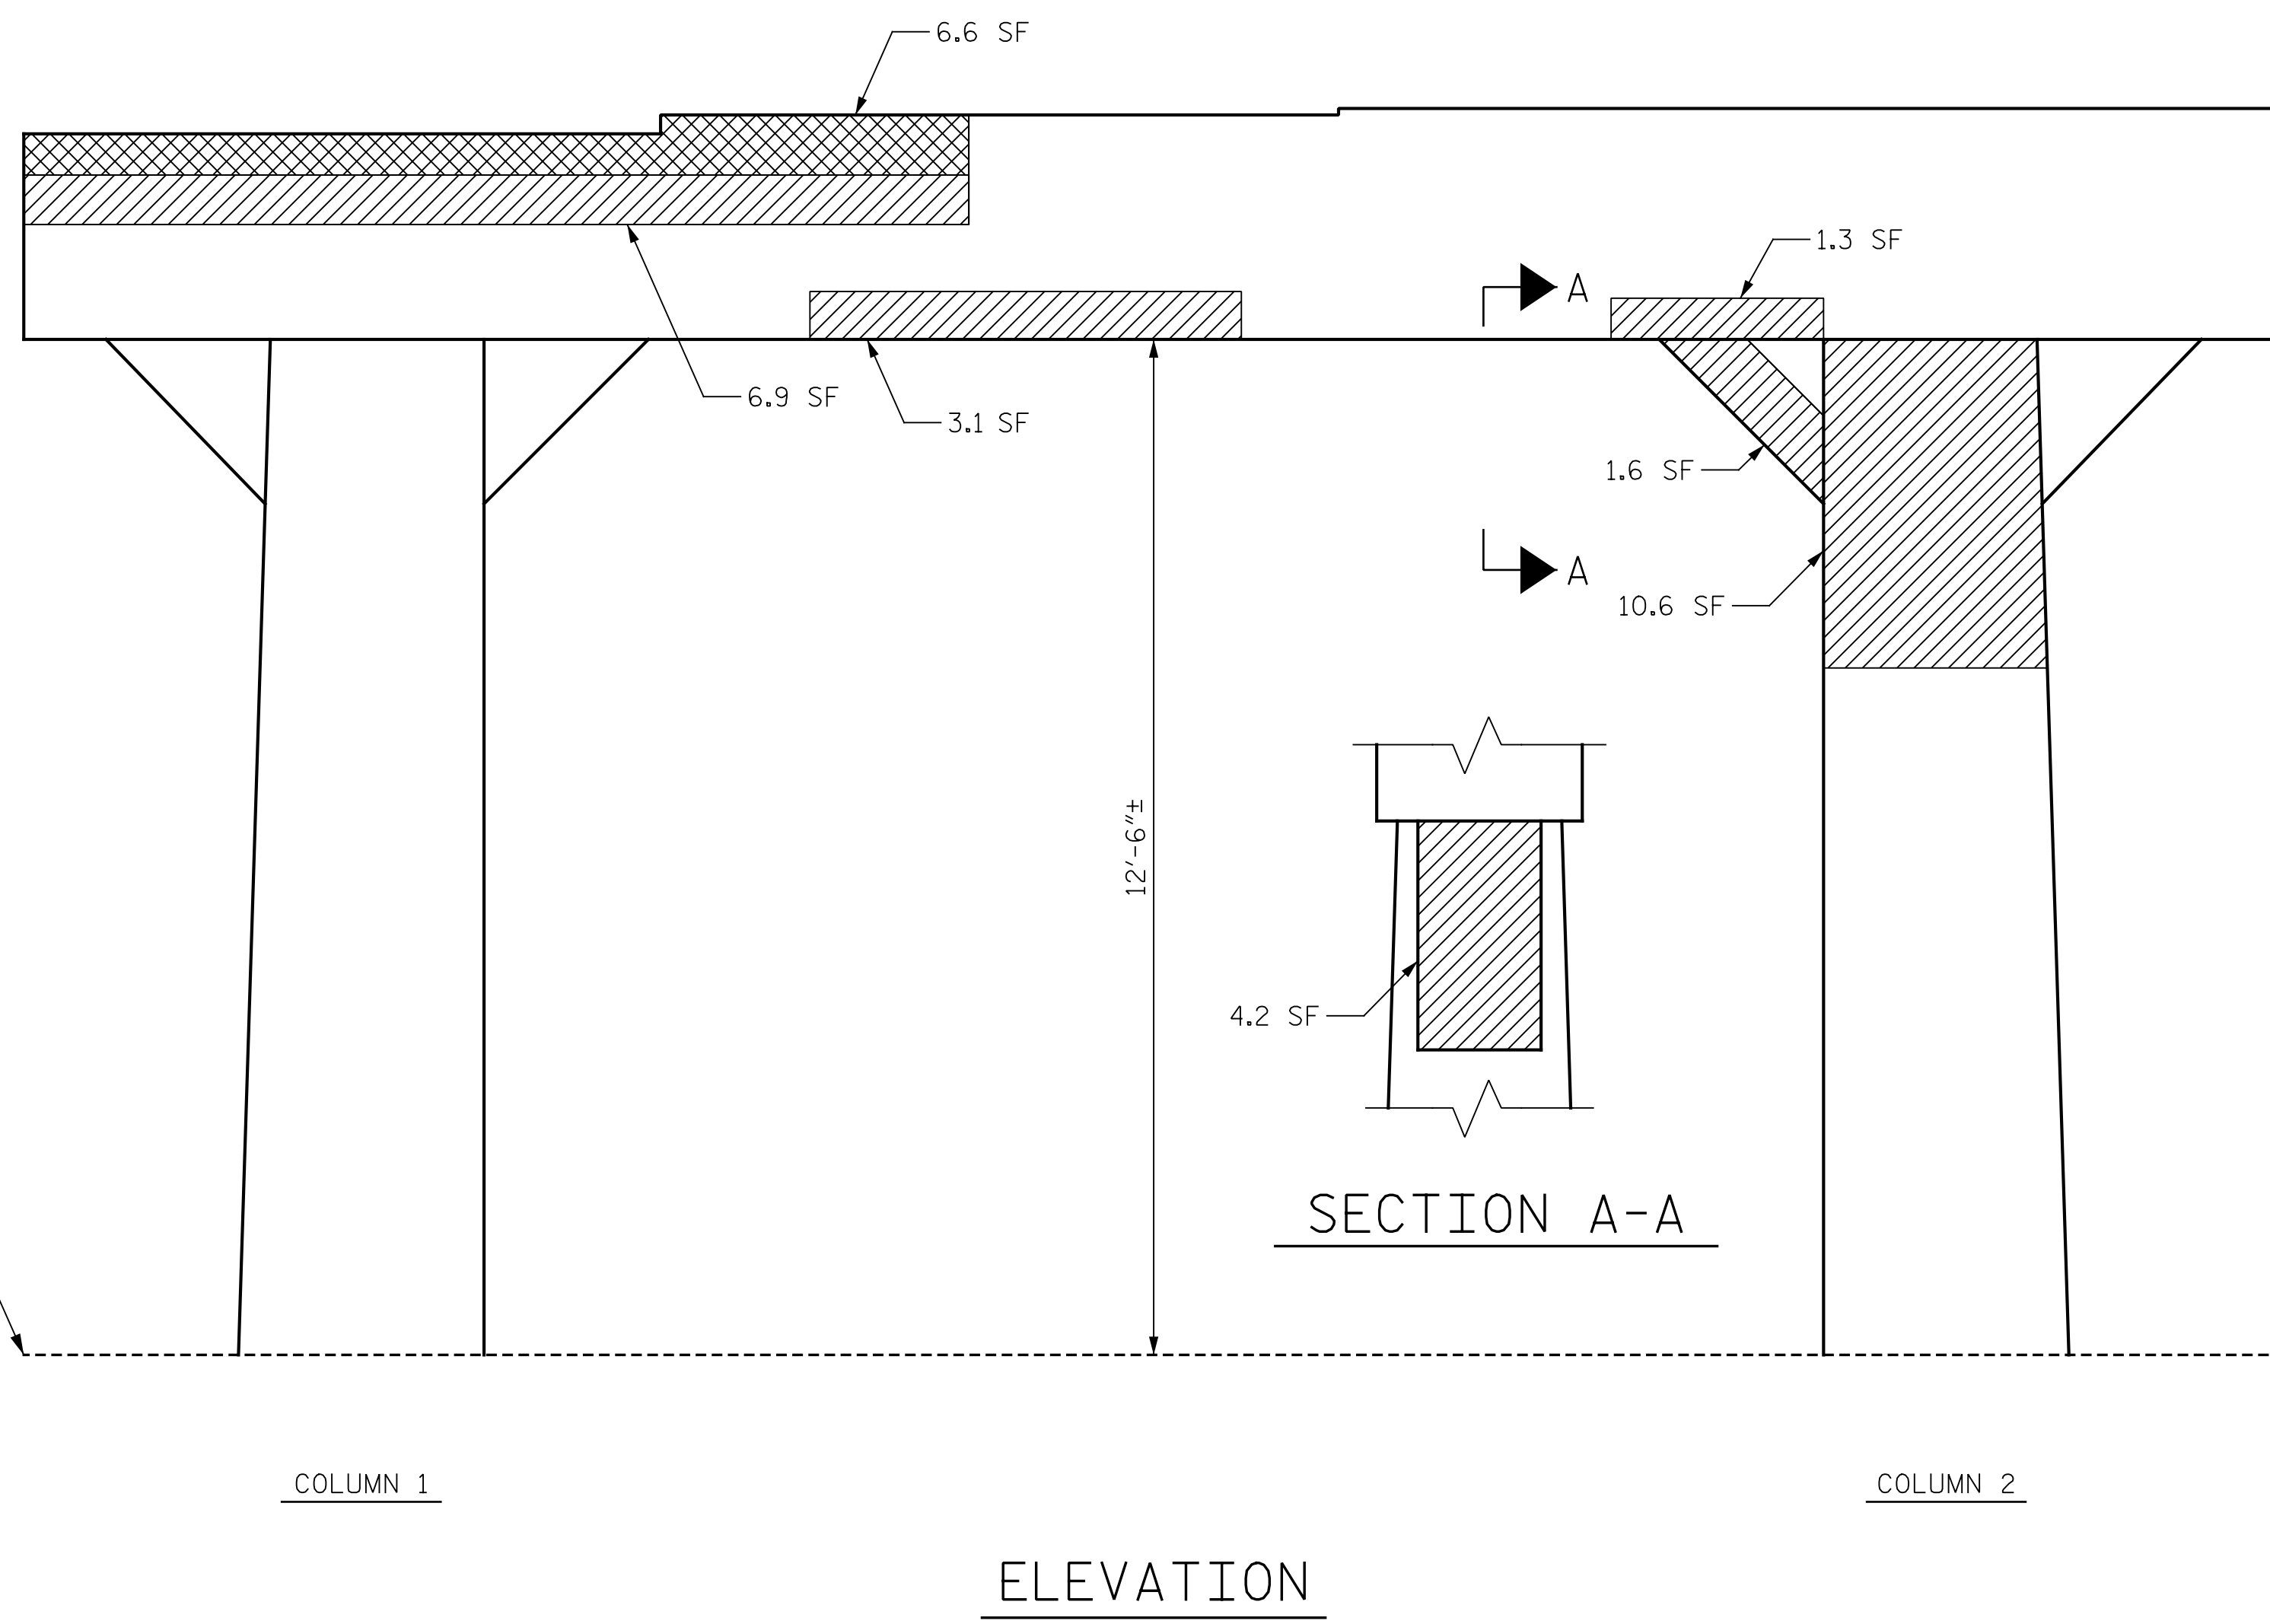 6.6 SF
1.3 SF
A
6.9 SF
3.1 SF
1.6 SF
A
10.6 SF
12'-6"±
4.2 SF
SECTION A-A
COLUMN 1
COLUMN 2
ELEVATION